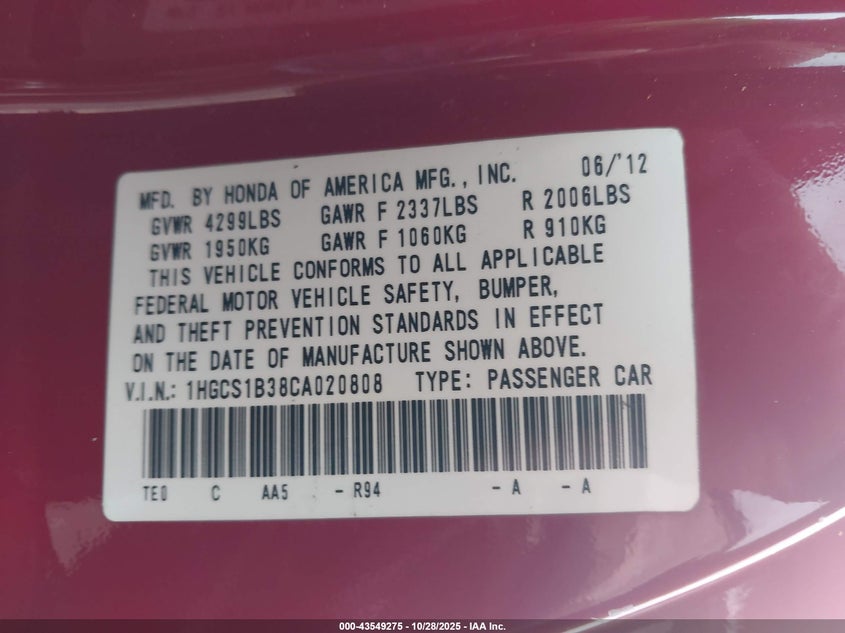 MFD. BY HONDA OF AMERICA MFG., INC. 06/'12
GVWR 4299LBS GAWR F 2337LBS R 2006LBS
GVWR 1950KG GAWR F 1060KG R 910KG
THIS VEHICLE CONFORMS TO ALL APPLICABLE
FEDERAL MOTOR VEHICLE SAFETY, BUMPER,
AND THEFT PREVENTION STANDARDS IN EFFECT
ON THE DATE OF MANUFACTURE SHOWN ABOVE.
V.I.N.: 1HGCS1B38CA020808 TYPE: PASSENGER CAR
TE0 C AA5 - R94 - A - A
000-43549275 - 10/28/2025 - IAA Inc.